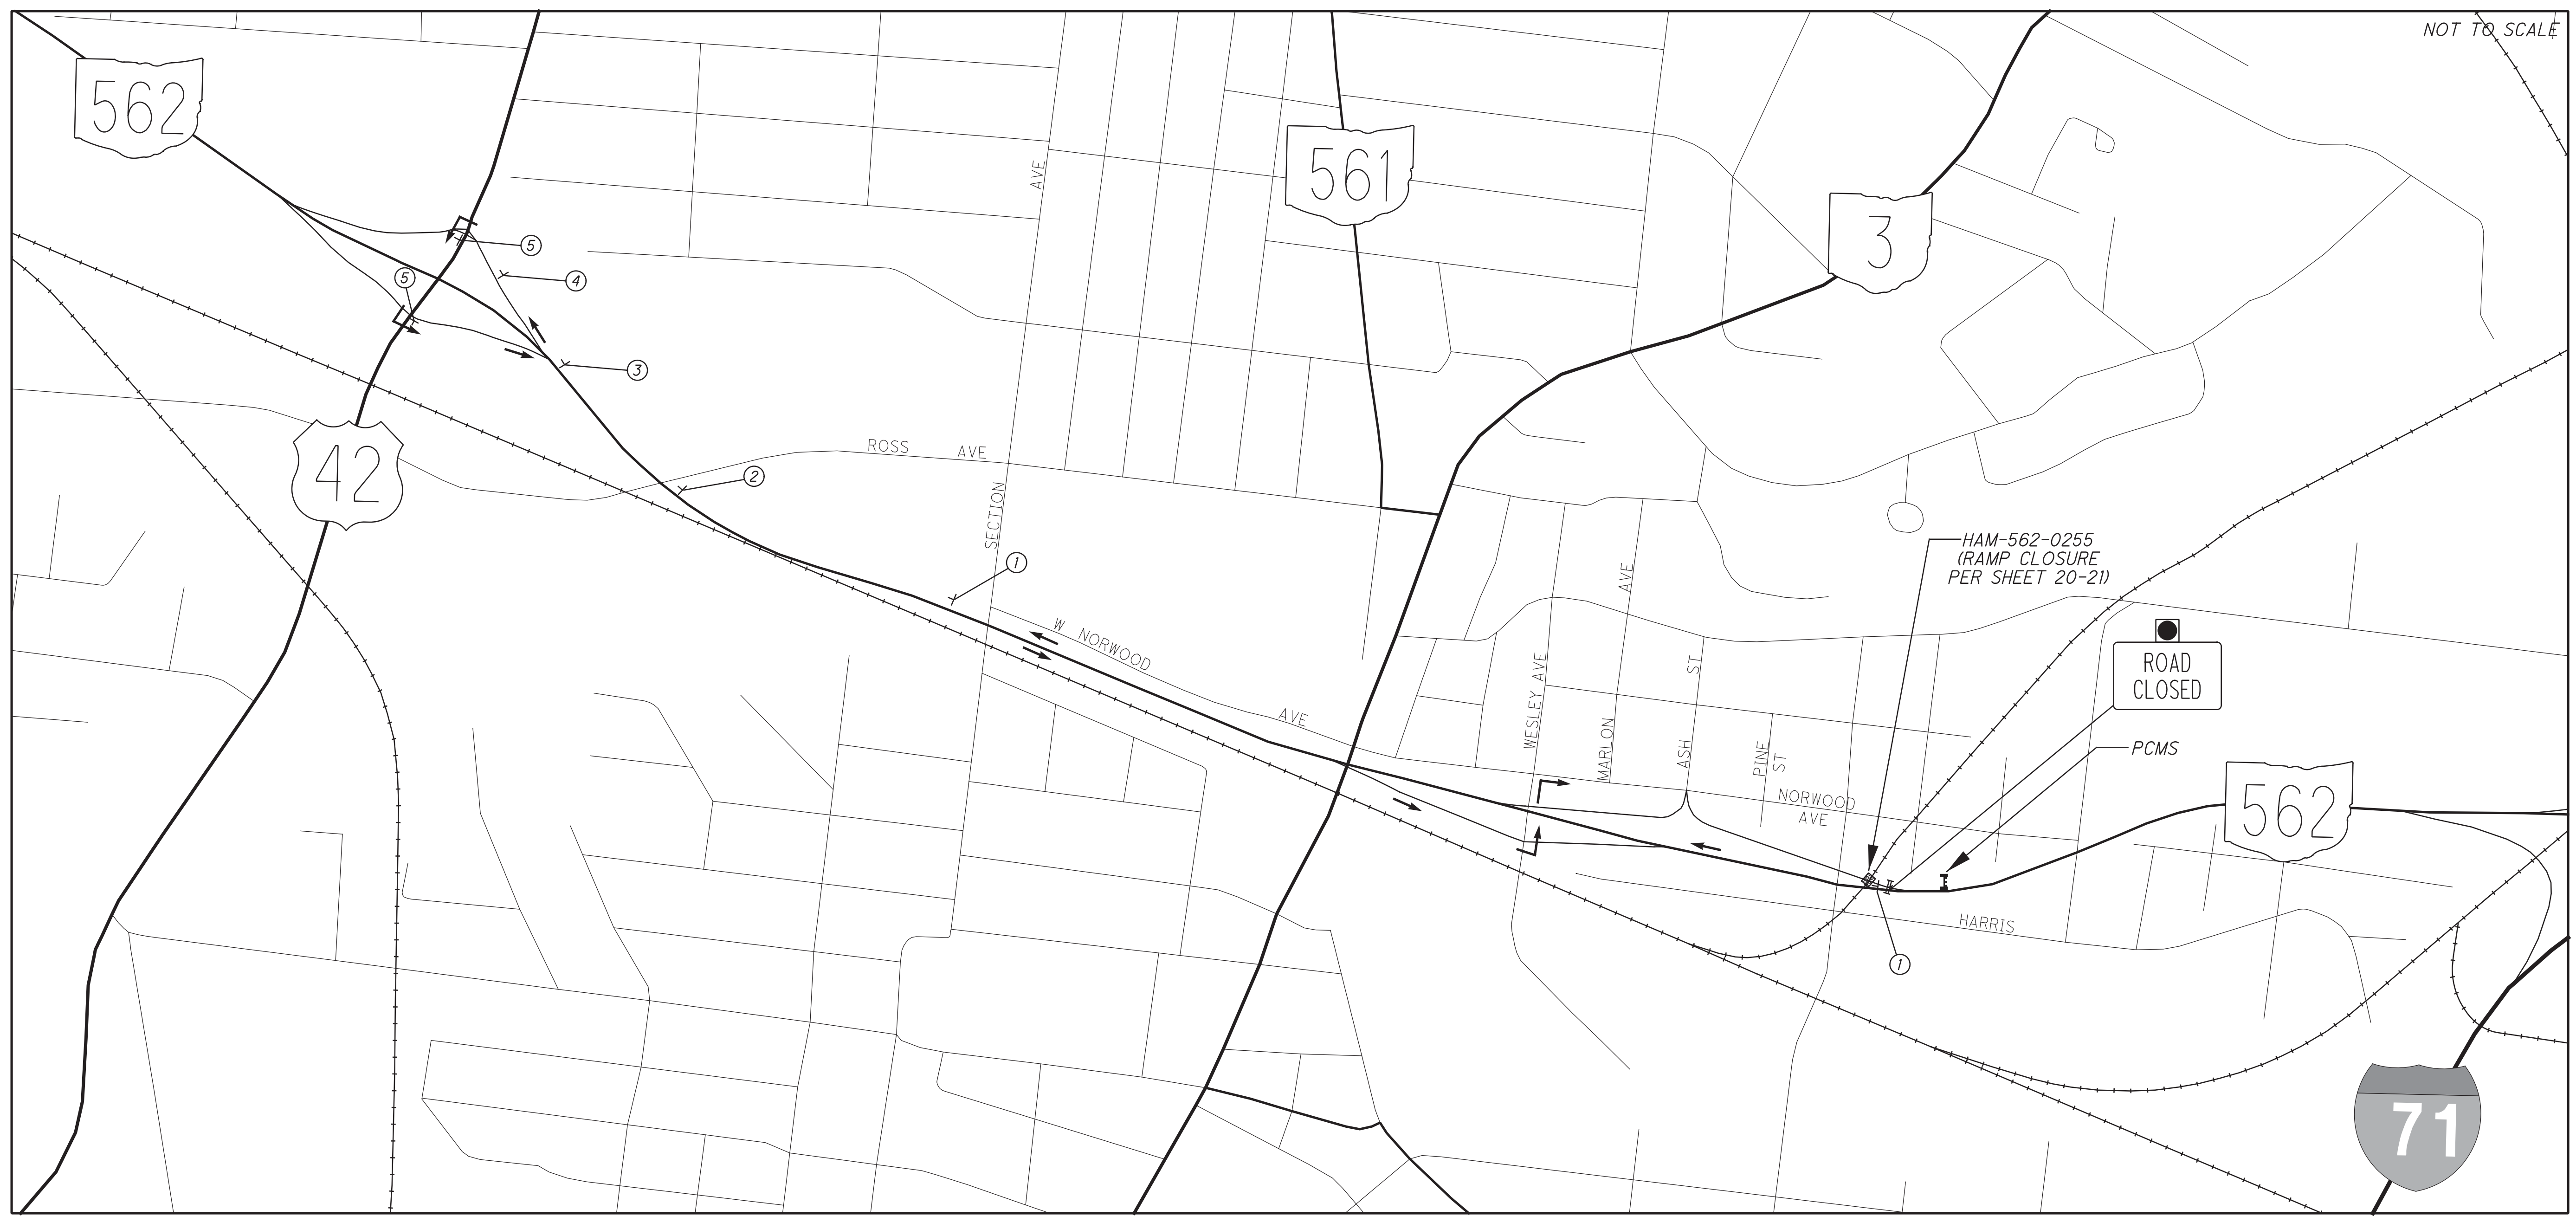 NOT TO SCALE
562
561
3
AVE
5
4
5
3
42
ROSS AVE
2
SECTION
1
W NORWOOD
AVE
HAM-562-0255
(RAMP CLOSURE
PER SHEET 20-21)
ROAD
CLOSED
PCMS
WESLEY AVE
MARLON
AVE
ASH
ST
PINE
ST
NORWOOD
AVE
562
HARRIS
1
71